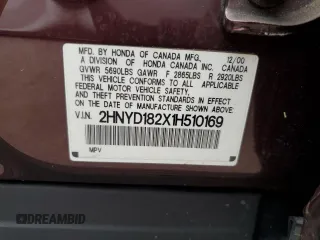 MFD. BY HONDA OF CANADA MFG., 12/00
A DIVISION OF HONDA CANADA INC. CANADA
GVWR 5690LBS GAWR F 2865LBS R 2920LBS
THIS VEHICLE CONFORMS TO ALL APPLICABLE
FEDERAL MOTOR VEHICLE SAFETY AND
THEFT PREVENTION STANDARDS IN EFFECT ON
THE DATE OF MANUFACTURE SHOWN ABOVE.
V.I.N. 2HNYD182X1H510169
MPV
DREAMBID